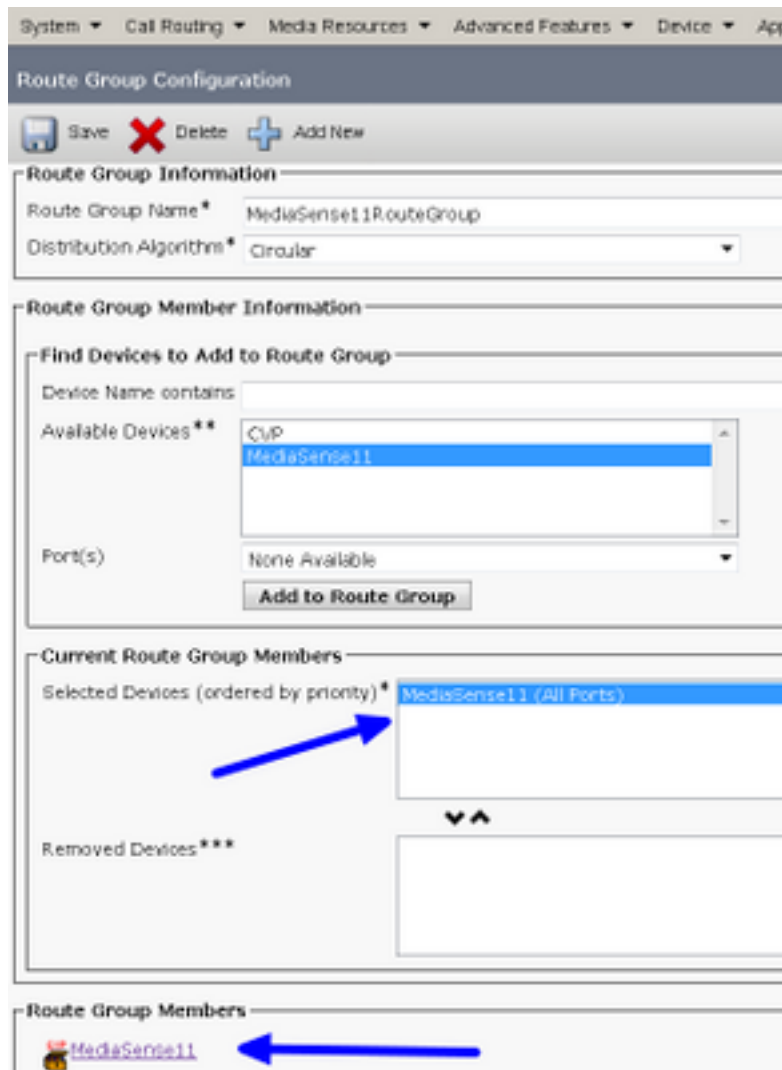 System Call Routing Media Resources Advanced Features Device App
Route Group Configuration
Save Delete Add New
Route Group Information
Route Group Name* MediaSense11RouteGroup
Distribution Algorithm* Circular
Route Group Member Information
Find Devices to Add to Route Group
Device Name contains
Available Devices** CVP
MediaSense11
Port(s) None Available
Add to Route Group
Current Route Group Members
Selected Devices (ordered by priority)* MediaSense11 (All Ports)
Removed Devices***
Route Group Members
MediaSense11